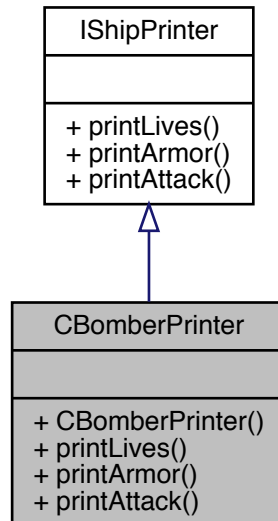 IShipPrinter
+ printLives()
+ printArmor()
+ printAttack()
CBomberPrinter
+ CBomberPrinter()
+ printLives()
+ printArmor()
+ printAttack()